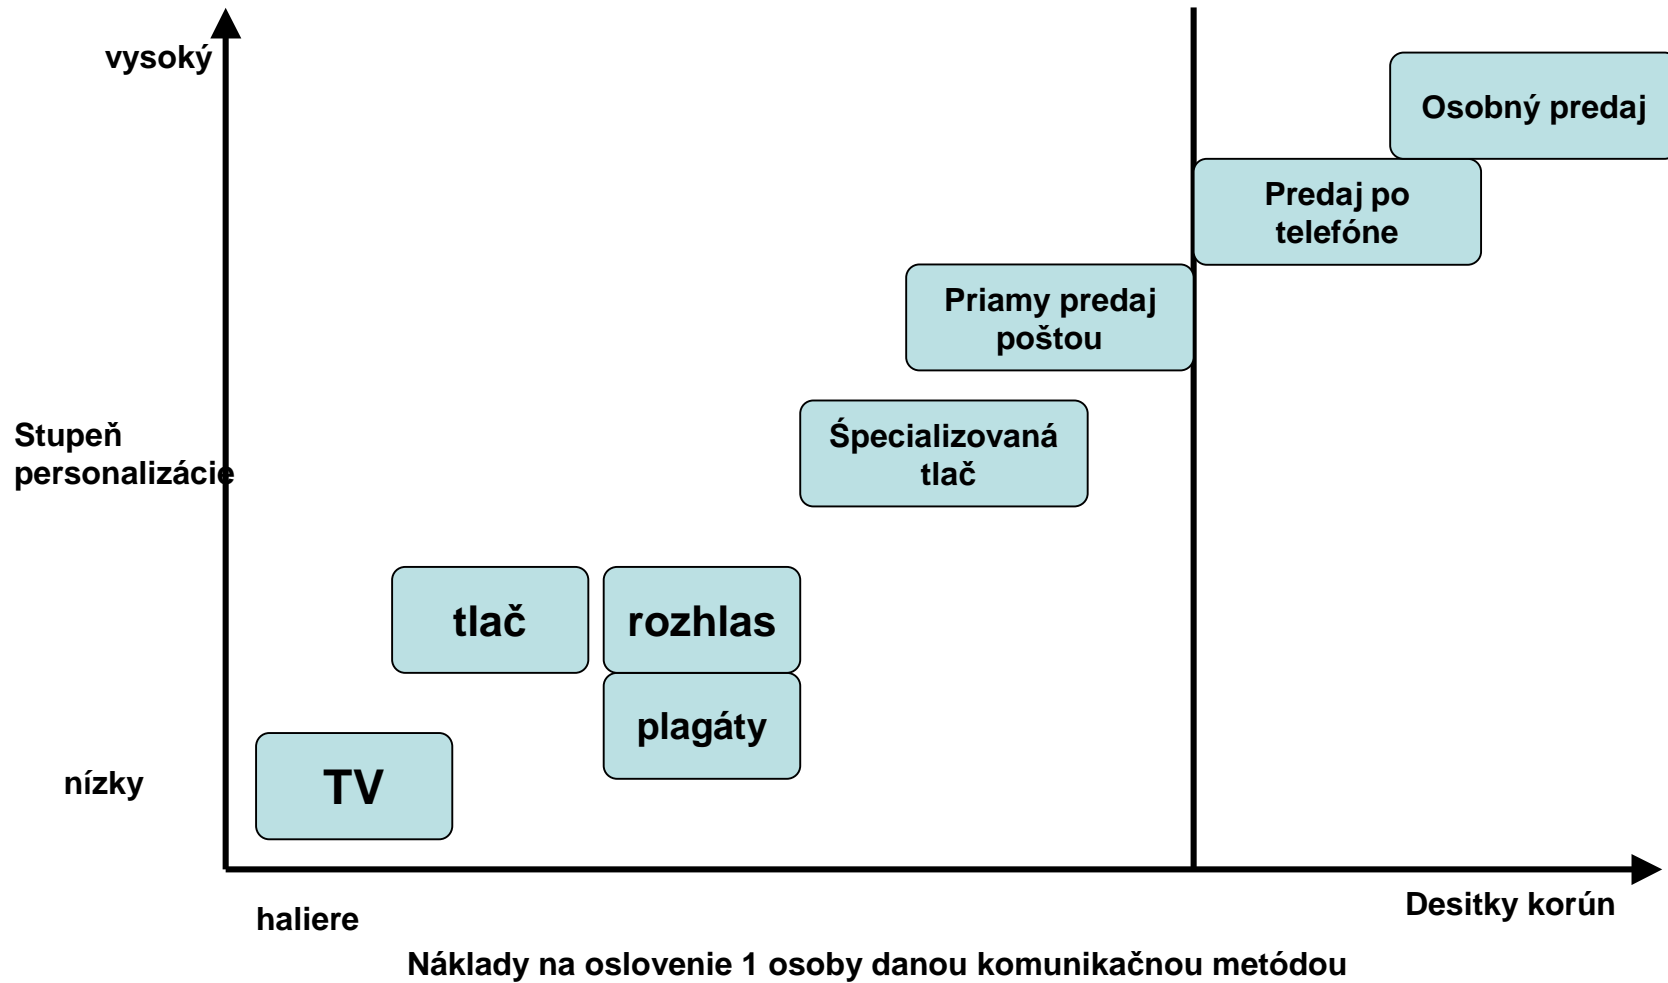 vysoký
Osobný predaj
Predaj po
telefóne
Priamy predaj
poštou
Stupeň
personalizácie
Śpecializovaná
tlač
tlač
rozhlas
plagáty
nízky
TV
haliere
Desitky korún
Náklady na oslovenie 1 osoby danou komunikačnou metódou